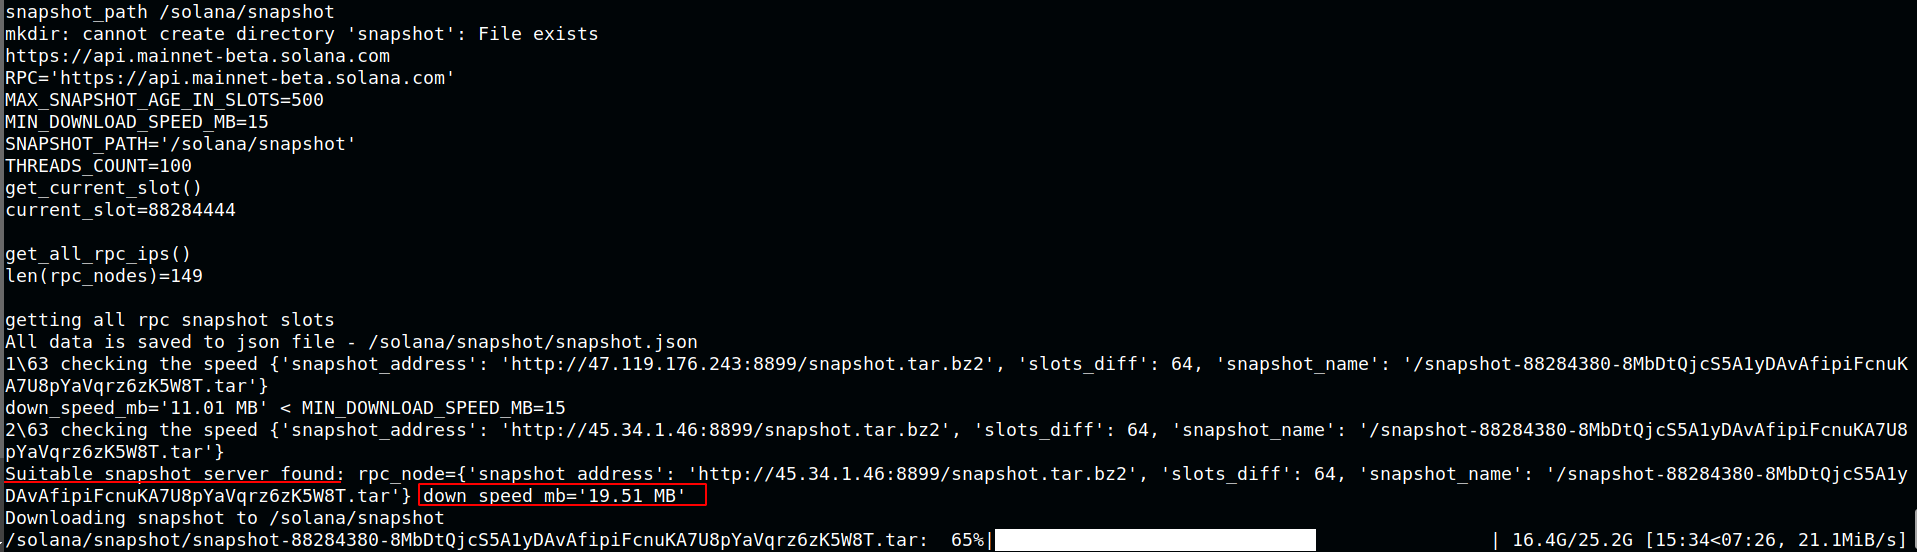 snapshot_path /solana/snapshot
mkdir: cannot create directory 'snapshot': File exists
https://api.mainnet-beta.solana.com
RPC='https://api.mainnet-beta.solana.com'
MAX_SNAPSHOT_AGE_IN_SLOTS=500
MIN_DOWNLOAD_SPEED_MB=15
SNAPSHOT_PATH='/solana/snapshot'
THREADS_COUNT=100
get_current_slot()
current_slot=88284444
get_all_rpc_ips()
len(rpc_nodes)=149
getting all rpc snapshot slots
All data is saved to json file - /solana/snapshot/snapshot.json
1\63 checking the speed {'snapshot_address': 'http://47.119.176.243:8899/snapshot.tar.bz2', 'slots_diff': 64, 'snapshot_name': '/snapshot-88284380-8MbDtQjcS5A1yDAvAfipiFcnuK
A7U8pYaVqrz6zK5W8T.tar'}
down_speed_mb='11.01 MB' < MIN_DOWNLOAD_SPEED_MB=15
2\63 checking the speed {'snapshot_address': 'http://45.34.1.46:8899/snapshot.tar.bz2', 'slots_diff': 64, 'snapshot_name': '/snapshot-88284380-8MbDtQjcS5A1yDAvAfipiFcnuKA7U8
pYaVqrz6zK5W8T.tar'}
Suitable snapshot server found: rpc_node={'snapshot_address': 'http://45.34.1.46:8899/snapshot.tar.bz2', 'slots_diff': 64, 'snapshot_name': '/snapshot-88284380-8MbDtQjcS5A1y
DAvAfipiFcnuKA7U8pYaVqrz6zK5W8T.tar'} down_speed_mb='19.51 MB'
Downloading snapshot to /solana/snapshot
/solana/snapshot/snapshot-88284380-8MbDtQjcS5A1yDAvAfipiFcnuKA7U8pYaVqrz6zK5W8T.tar:  65%| | 16.4G/25.2G [15:34<07:26, 21.1MiB/s]